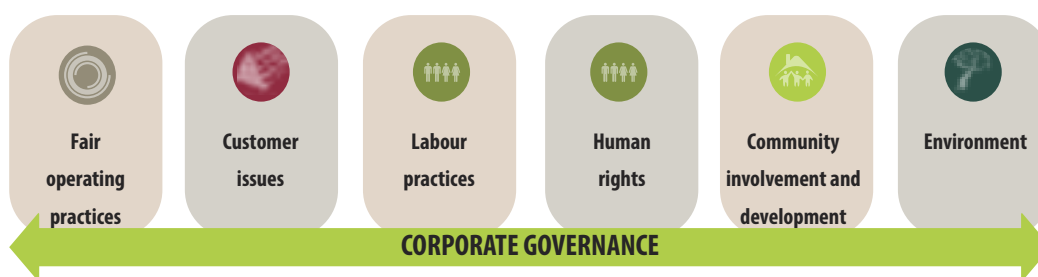 Fair
operating
practices
Customer
issues
Labour
practices
Human
rights
Community
involvement and
development
Environment
CORPORATE GOVERNANCE